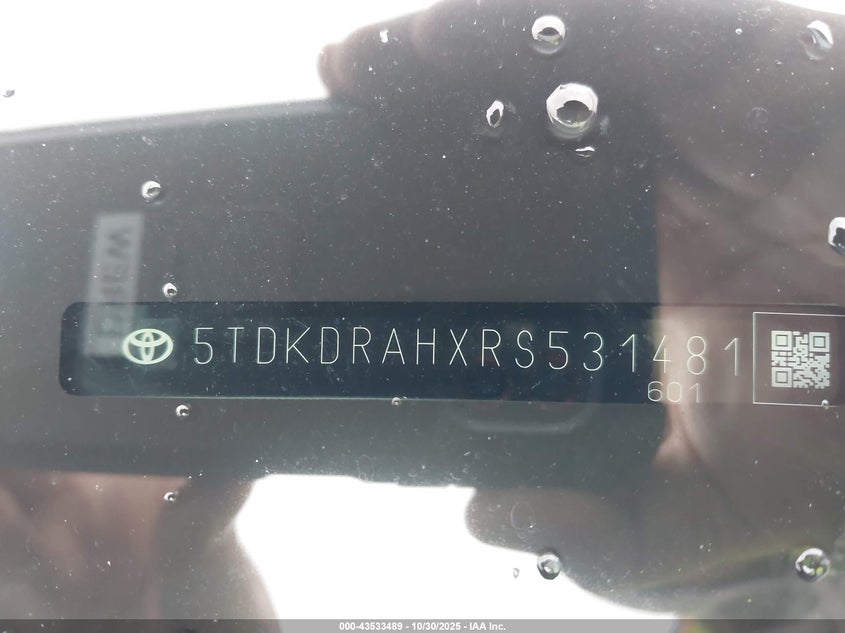 5TDKDRAHXRS531481
601
000-43533489 - 10/30/2025 - IAA Inc.